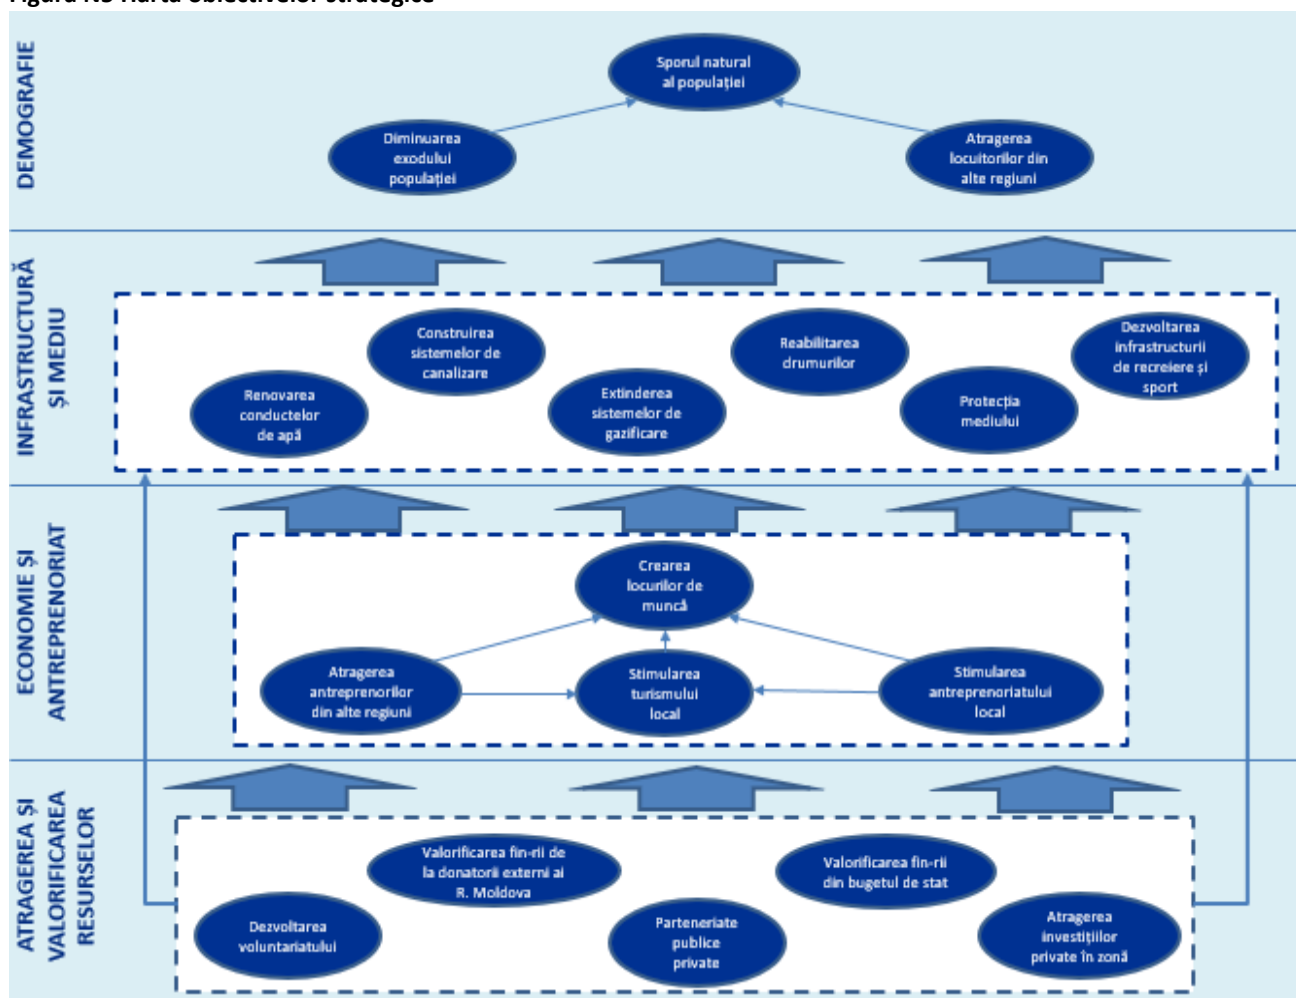 Figura N3 Harta obiectivelor strategice
DEMOGRAFIE
Sporul natural
al populației
Diminuarea
exodului
populației
Atragerea
locuitorilor din
alte regiuni
INFRASTRUCTURĂ
ȘI MEDIU
Construirea
sistemelor de
canalizare
Reabilitarea
drumurilor
Dezvoltarea
infrastructurii
de recreiere și
sport
Renovarea
conductelor
de apă
Extinderea
sistemelor de
gazificare
Protecția
mediului
ECONOMIE ȘI
ANTREPRENORIAT
Crearea
locurilor de
muncă
Atragerea
antreprenorilor
din alte regiuni
Stimularea
turismului
local
Stimularea
antreprenoriatului
local
ATRAGEREA ȘI
VALORIFICAREA
RESURSELOR
Valorificarea fin-rii de
la donatorii externi ai
R. Moldova
Valorificarea fin-rii
din bugetul de stat
Dezvoltarea
voluntariatului
Parteneriate
publice
private
Atragerea
investițiilor
private în zonă